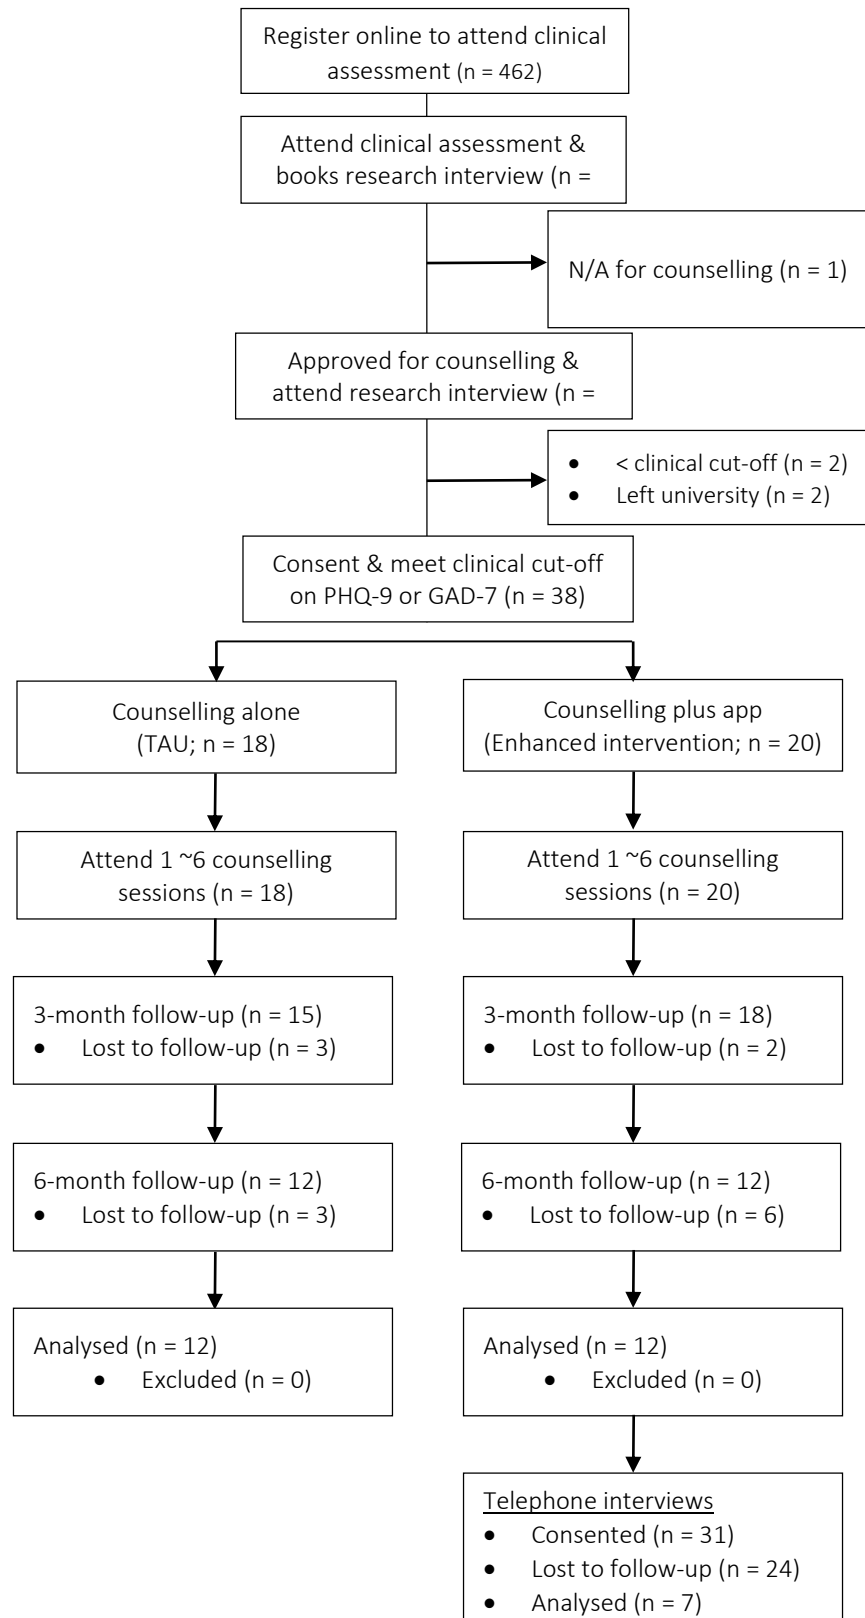 Register online to attend clinical
assessment (n = 462)
Attend clinical assessment &
books research interview (n =
N/A for counselling (n = 1)
Approved for counselling &
attend research interview (n =
• < clinical cut-off (n = 2)
• Left university (n = 2)
Consent & meet clinical cut-off
on PHQ-9 or GAD-7 (n = 38)
Counselling alone
(TAU; n = 18)
Counselling plus app
(Enhanced intervention; n = 20)
Attend 1 ~6 counselling
sessions (n = 18)
Attend 1 ~6 counselling
sessions (n = 20)
3-month follow-up (n = 15)
• Lost to follow-up (n = 3)
3-month follow-up (n = 18)
• Lost to follow-up (n = 2)
6-month follow-up (n = 12)
• Lost to follow-up (n = 3)
6-month follow-up (n = 12)
• Lost to follow-up (n = 6)
Analysed (n = 12)
• Excluded (n = 0)
Analysed (n = 12)
• Excluded (n = 0)
Telephone interviews
• Consented (n = 31)
• Lost to follow-up (n = 24)
• Analysed (n = 7)